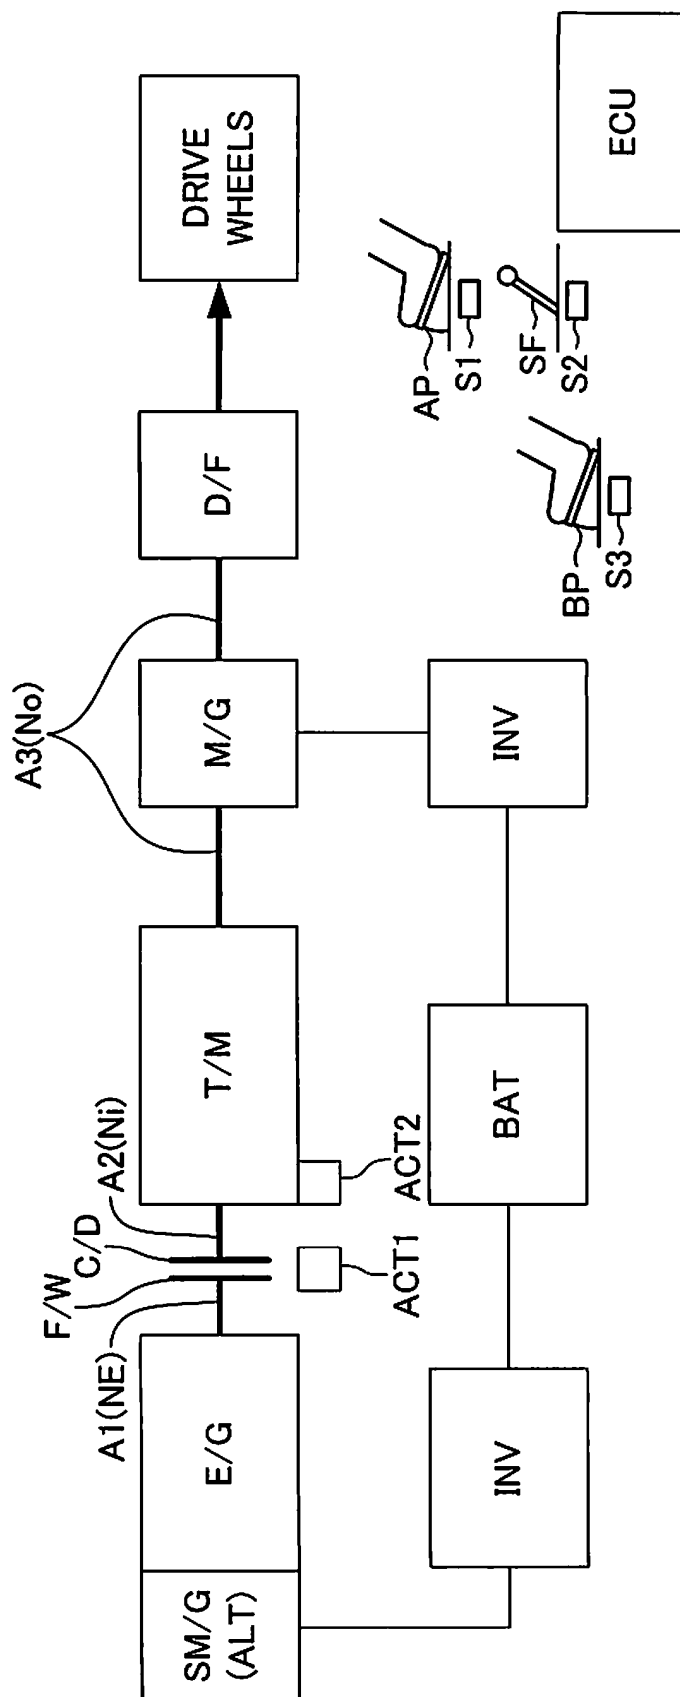 A3(No)
F/W
C/D
A1(NE)
A2(Ni)
SM/G
(ALT)
E/G
T/M
M/G
D/F
DRIVE
WHEELS
ACT1
ACT2
INV
BAT
INV
BP
S3
AP
S1
SF
S2
ECU